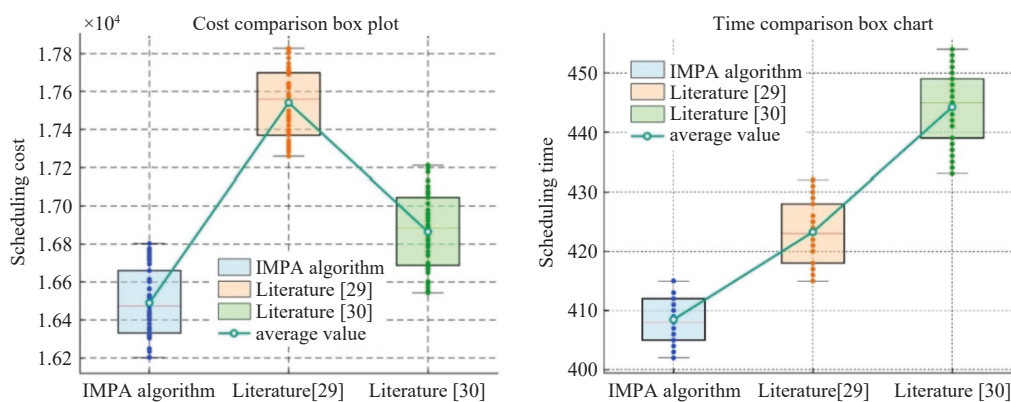 ×10⁴
Cost comparison box plot
Scheduling cost
1.78
1.76
1.74
1.72
1.70
1.68
1.66
1.64
1.62
IMPA algorithm
Literature [29]
Literature [30]
average value
IMPA algorithm
Literature[29]
Literature [30]
Time comparison box chart
Scheduling time
450
440
430
420
410
400
IMPA algorithm
Literature [29]
Literature [30]
average value
IMPA algorithm
Literature[29]
Literature [30]